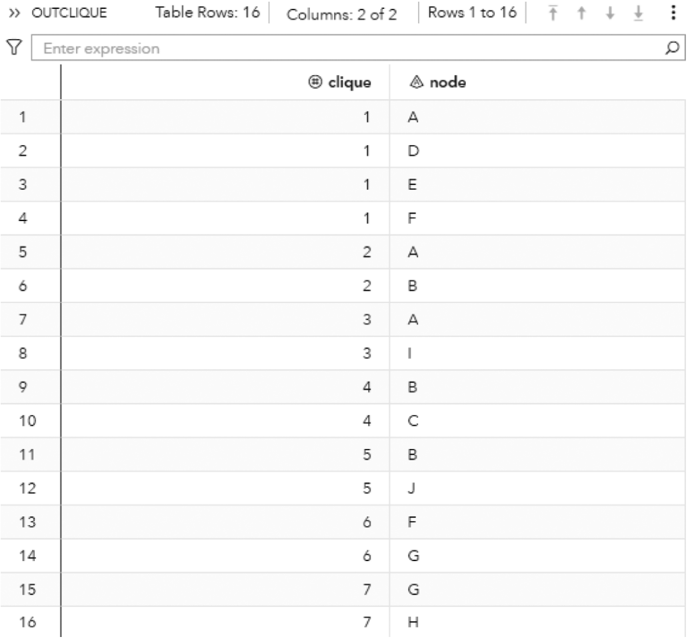 OUTCLIQUE Table Rows: 16 Columns: 2 of 2 Rows 1 to 16
Enter expression
clique node
1 1 A
2 1 D
3 1 E
4 1 F
5 2 A
6 2 B
7 3 A
8 3 I
9 4 B
10 4 C
11 5 B
12 5 J
13 6 F
14 6 G
15 7 G
16 7 H